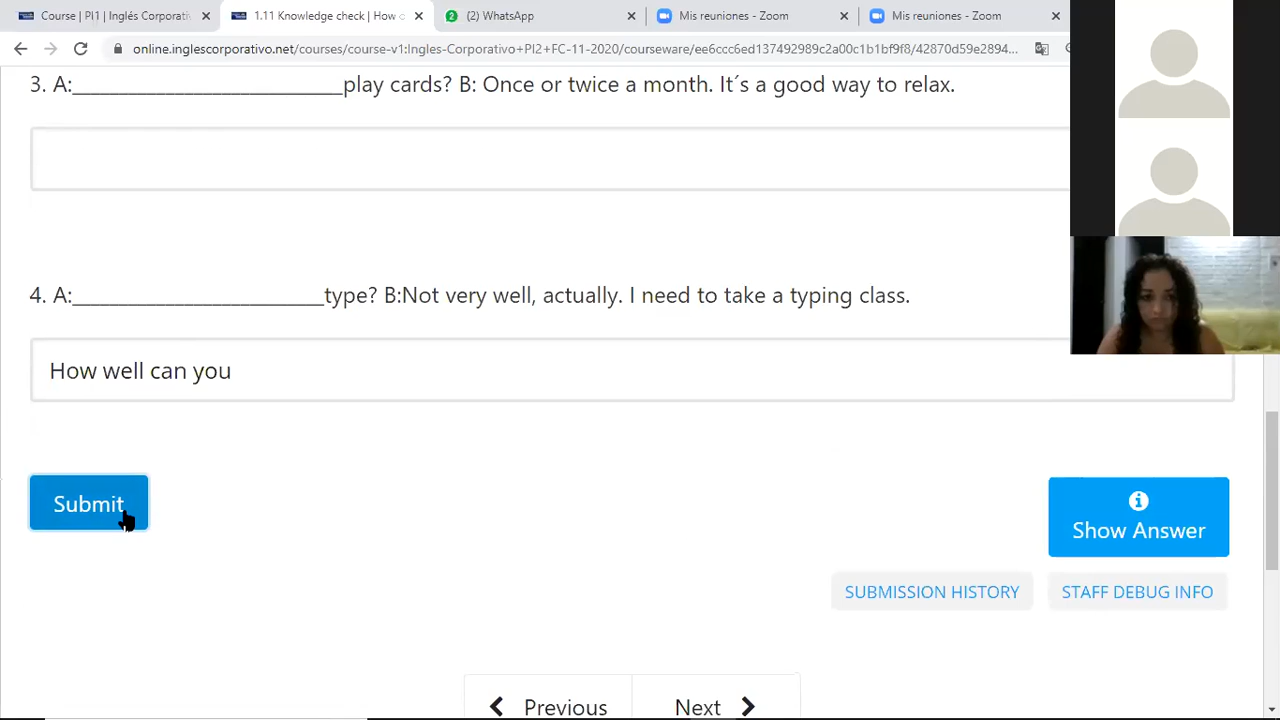 Course | PI1 | Inglés Corporati
1.11 Knowledge check | How
(2) WhatsApp
Mis reuniones - Zoom
Mis reuniones - Zoom
online.inglescorporativo.net/courses/course-v1:Ingles-Corporativo+PI2+FC-11-2020/courseware/ee6ccc6ed137492989c2a00c1b1bf9f8/42870d59e2894...
3. A:___________________________play cards? B: Once or twice a month. It´s a good way to relax.
4. A:_________________________type? B:Not very well, actually. I need to take a typing class.
How well can you
Submit
Show Answer
SUBMISSION HISTORY
STAFF DEBUG INFO
Previous
Next